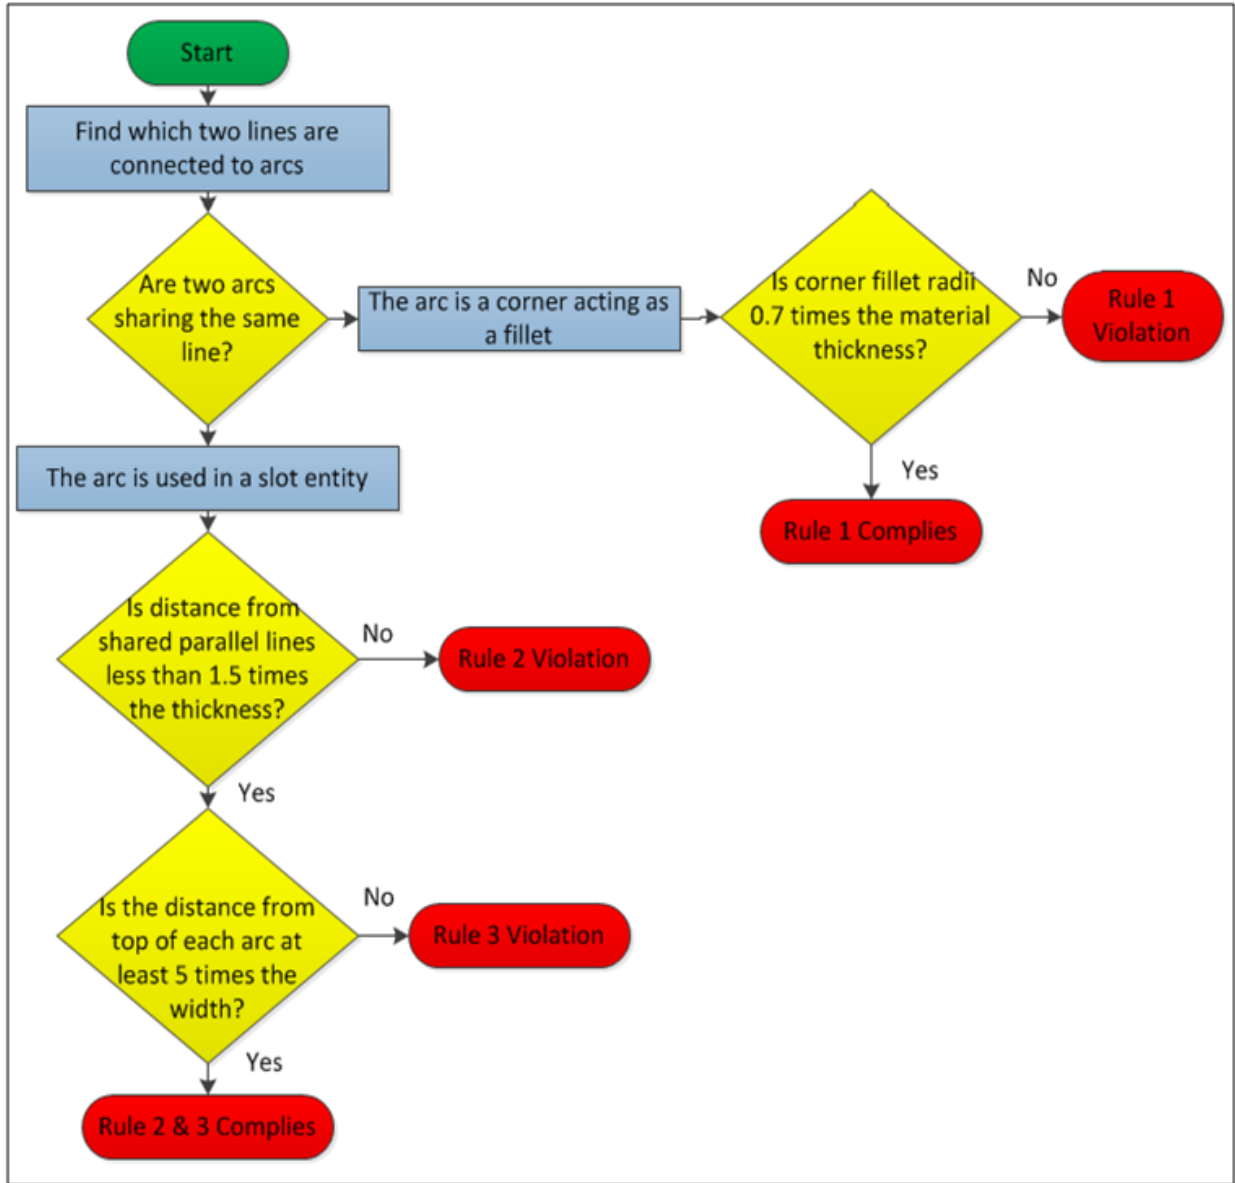 Start
Find which two lines are
connected to arcs
Are two arcs
sharing the same
line?
The arc is a corner acting as
a fillet
Is corner fillet radii
0.7 times the material
thickness?
No
Rule 1
Violation
Yes
Rule 1 Complies
The arc is used in a slot entity
Is distance from
shared parallel lines
less than 1.5 times
the thickness?
No
Rule 2 Violation
Yes
Is the distance from
top of each arc at
least 5 times the
width?
No
Rule 3 Violation
Yes
Rule 2 & 3 Complies